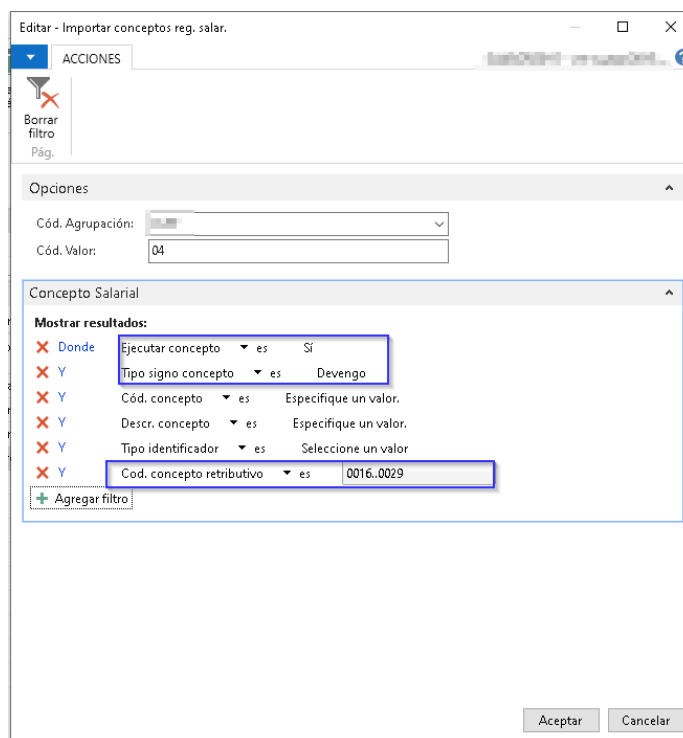 Editar - Importar conceptos reg. salar.
ACCIONES
Borrar
filtro
Pág.
Opciones
Cód. Agrupación:
Cód. Valor: 04
Concepto Salarial
Mostrar resultados:
Donde Ejecutar concepto es Sí
Y Tipo signo concepto es Devengo
Y Cód. concepto es Especifique un valor.
Y Descr. concepto es Especifique un valor.
Y Tipo identificador es Seleccione un valor
Y Cod. concepto retributivo es 0016..0029
Agregar filtro
Aceptar Cancelar